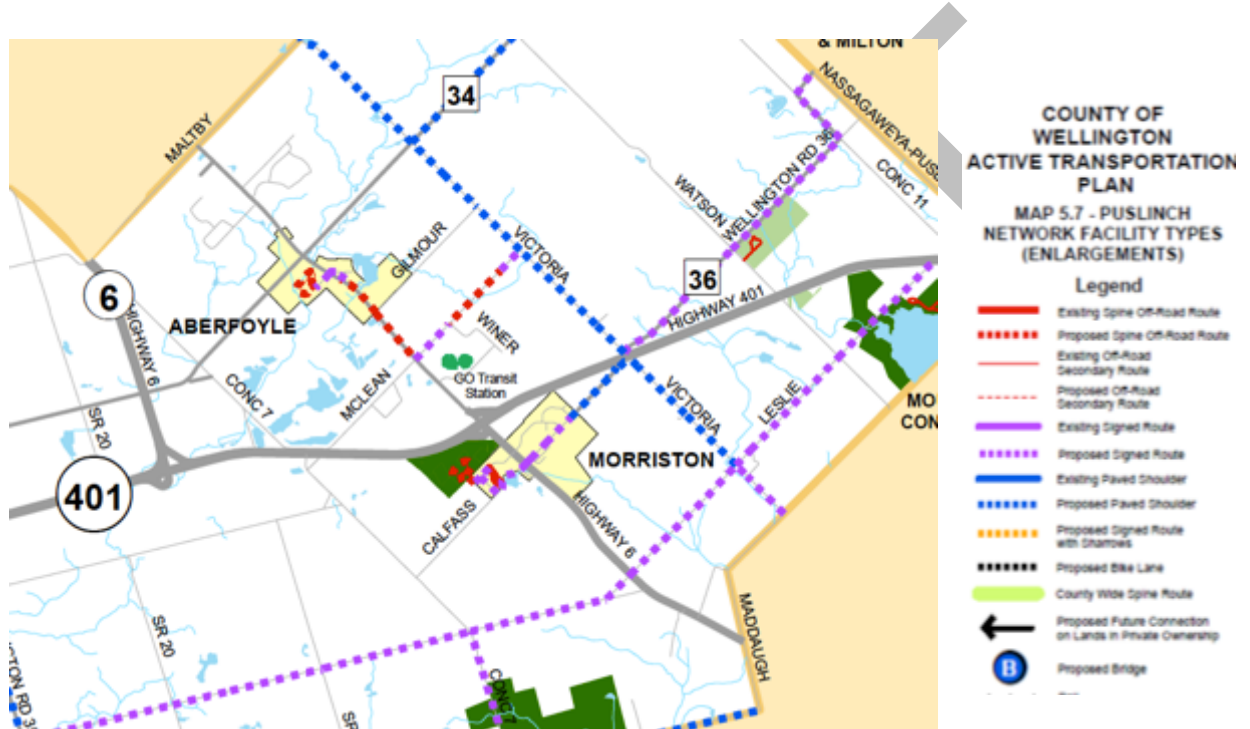 & MILTON
NASSAGAWEYA-PUS
34
MALTBY
WELLINGTON RD 36
CONC 11
WATSON
GILMOUR
VICTORIA
36
6
HIGHWAY 401
ABERFOYLE
WINER
HIGHWAY 6
GO Transit
Station
CONC 7
MCLEAN
VICTORIA
LESLIE
MO
CON
SR 20
MORRISTON
401
CALFASS
HIGHWAY 6
MADDAUGH
SR 20
CONC 7
GTON RD 3
SR
COUNTY OF
WELLINGTON
ACTIVE TRANSPORTATION
PLAN
MAP 5.7 - PUSLINCH
NETWORK FACILITY TYPES
(ENLARGEMENTS)
Legend
Existing Spine Off-Road Route
Proposed Spine Off-Road Route
Existing Off-Road
Secondary Route
Proposed Off-Road
Secondary Route
Existing Signed Route
Proposed Signed Route
Existing Paved Shoulder
Proposed Paved Shoulder
Proposed Signed Route
with Sharrows
Proposed Bike Lane
County Wide Spine Route
Proposed Future Connection
on Lands in Private Ownership
B
Proposed Bridge